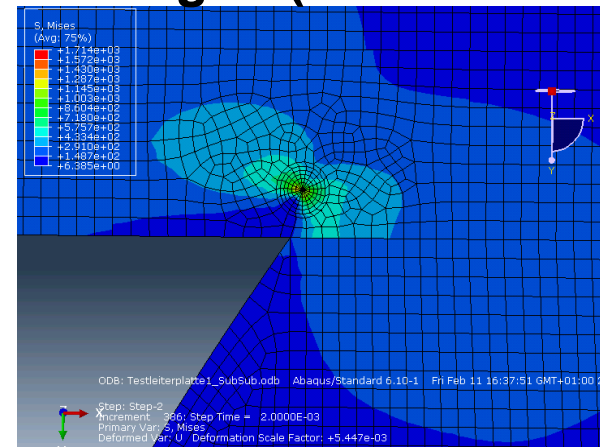 S, Mises
(Avg: 75%)
+1.714e+03
+1.572e+03
+1.430e+03
+1.287e+03
+1.145e+03
+1.003e+03
+8.604e+02
+7.180e+02
+5.757e+02
+4.334e+02
+2.910e+02
+1.487e+02
+6.385e+00
X
Y
ODB: Testleiterplatte1_SubSub.odb Abaqus/Standard 6.10-1 Fri Feb 11 16:37:51 GMT+01:00 2
X
Step: Step-2
Increment 386: Step Time = 2.0000E-03
Primary Var: S, Mises
Deformed Var: U Deformation Scale Factor: +5.447e-03